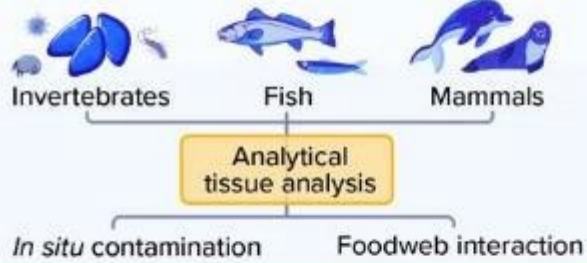 Invertebrates Fish Mammals
Analytical
tissue analysis
In situ contamination Foodweb interaction